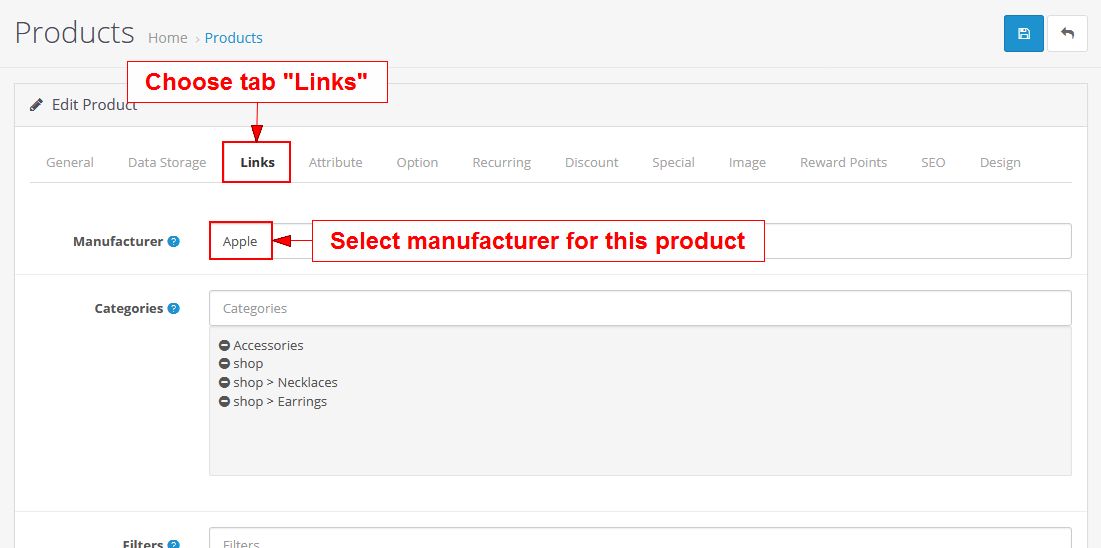 Products Home › Products
Choose tab "Links"
Edit Product
General Data Storage Links Attribute Option Recurring Discount Special Image Reward Points SEO Design
Manufacturer ? Apple Select manufacturer for this product
Categories ? Categories
Accessories
shop
shop > Necklaces
shop > Earrings
Filters ? Filters